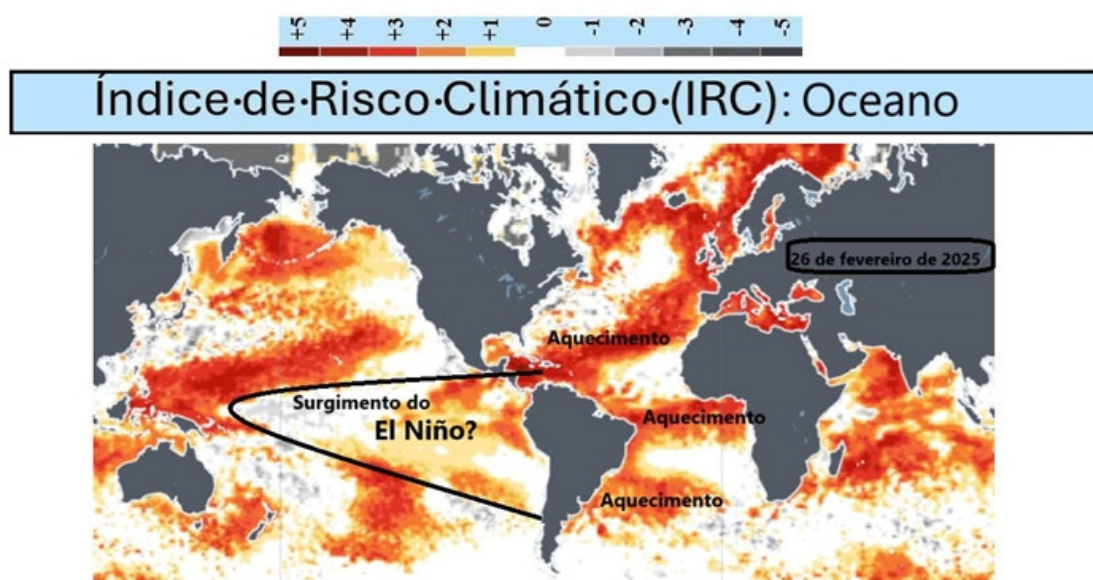 +5 +4 +3 +2 +1 0 -1 -2 -3 -4 -5
Índice·de·Risco·Climático·(IRC): Oceano
26 de fevereiro de 2025
Aquecimento
Surgimento do
El Niño?
Aquecimento
Aquecimento